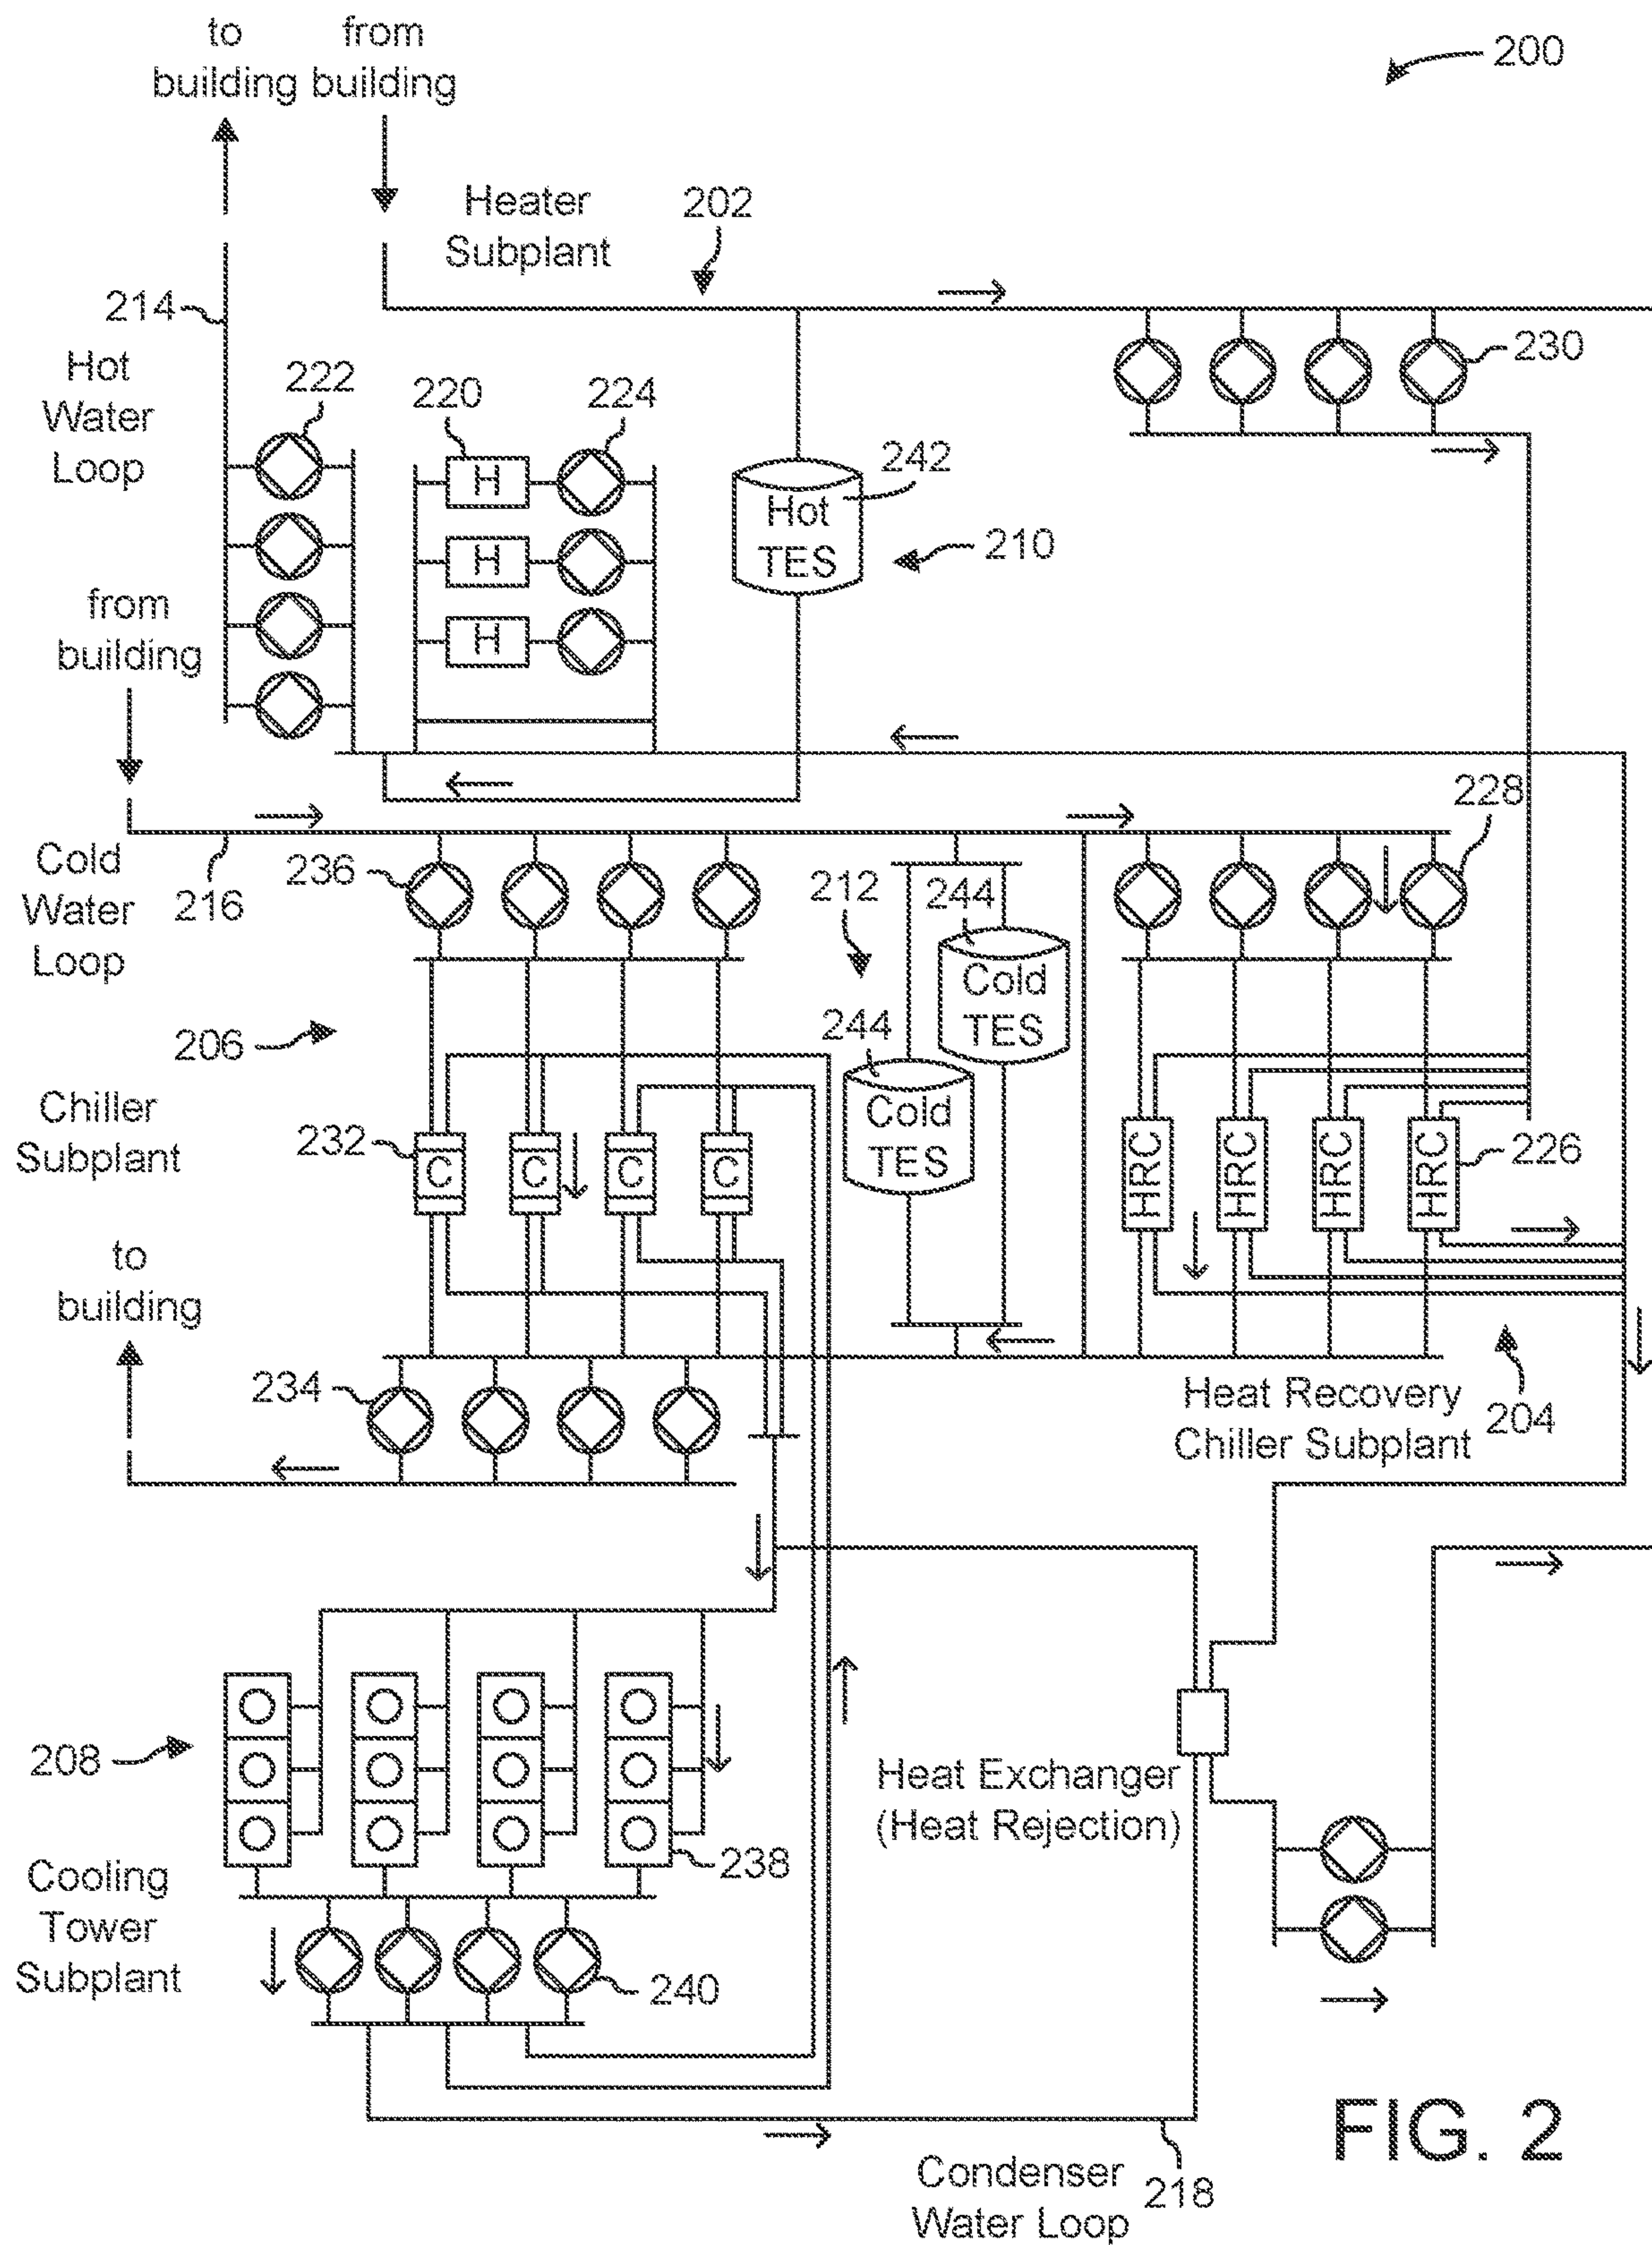 to from
building building
200
Heater
Subplant
202
214
Hot
Water
Loop
222
220
224
230
H
H
H
242
Hot
TES
210
from
building
228
Cold
Water
Loop
216
236
212
244
Cold
TES
244
Cold
TES
206
Chiller
Subplant
232
C
C
C
C
HRC
HRC
HRC
HRC
226
to
building
234
Heat Recovery
Chiller Subplant
204
208
Heat Exchanger
(Heat Rejection)
238
Cooling
Tower
Subplant
240
Condenser
Water Loop
218
FIG. 2